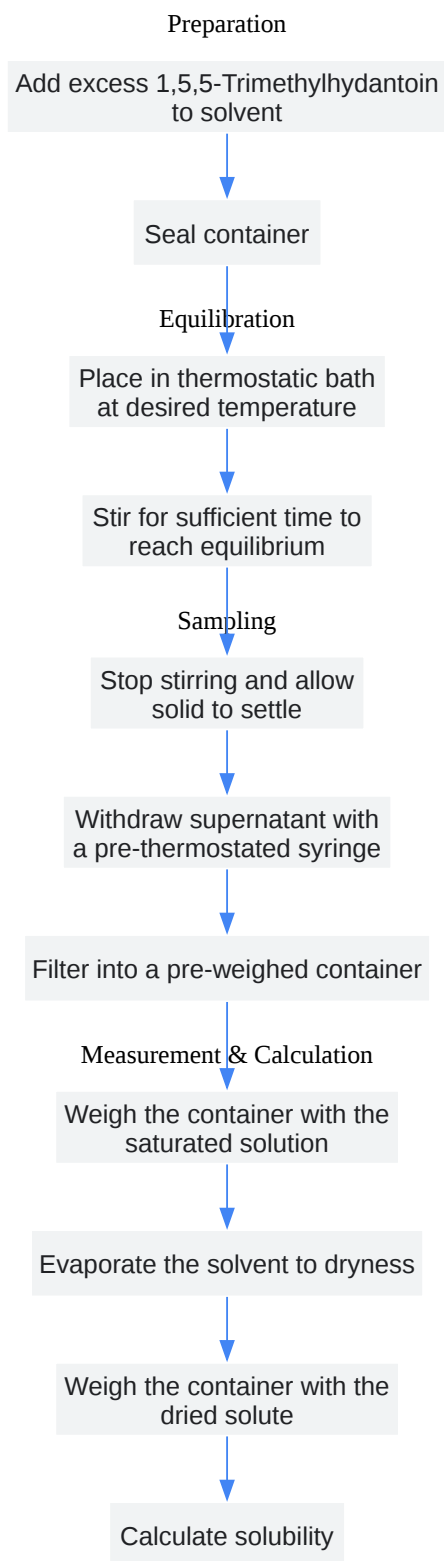 Preparation
Add excess 1,5,5-Trimethylhydantoin
to solvent
Seal container
Equilibration
Place in thermostatic bath
at desired temperature
Stir for sufficient time to
reach equilibrium
Sampling
Stop stirring and allow
solid to settle
Withdraw supernatant with
a pre-thermostated syringe
Filter into a pre-weighed container
Measurement & Calculation
Weigh the container with the
saturated solution
Evaporate the solvent to dryness
Weigh the container with the
dried solute
Calculate solubility